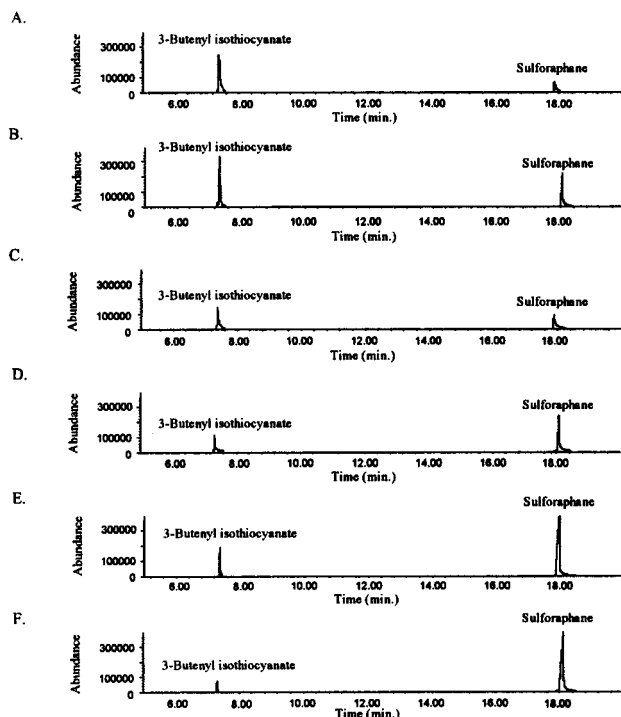 A.
3-Butenyl isothiocyanate
Sulforaphane
Abundance
300000
100000
0
6.00 8.00 10.00 12.00 14.00 16.00 18.00
Time (min.)
B.
3-Butenyl isothiocyanate
Sulforaphane
Abundance
300000
100000
0
6.00 8.00 10.00 12.00 14.00 16.00 18.00
Time (min.)
C.
3-Butenyl isothiocyanate
Sulforaphane
Abundance
300000
100000
0
6.00 8.00 10.00 12.00 14.00 16.00 18.00
Time (min.)
D.
Sulforaphane
3-Butenyl isothiocyanate
Abundance
300000
100000
0
6.00 8.00 10.00 12.00 14.00 16.00 18.00
Time (min.)
E.
Sulforaphane
3-Butenyl isothiocyanate
Abundance
300000
100000
0
6.00 8.00 10.00 12.00 14.00 16.00 18.00
Time (min.)
F.
Sulforaphane
3-Butenyl isothiocyanate
Abundance
300000
100000
0
6.00 8.00 10.00 12.00 14.00 16.00 18.00